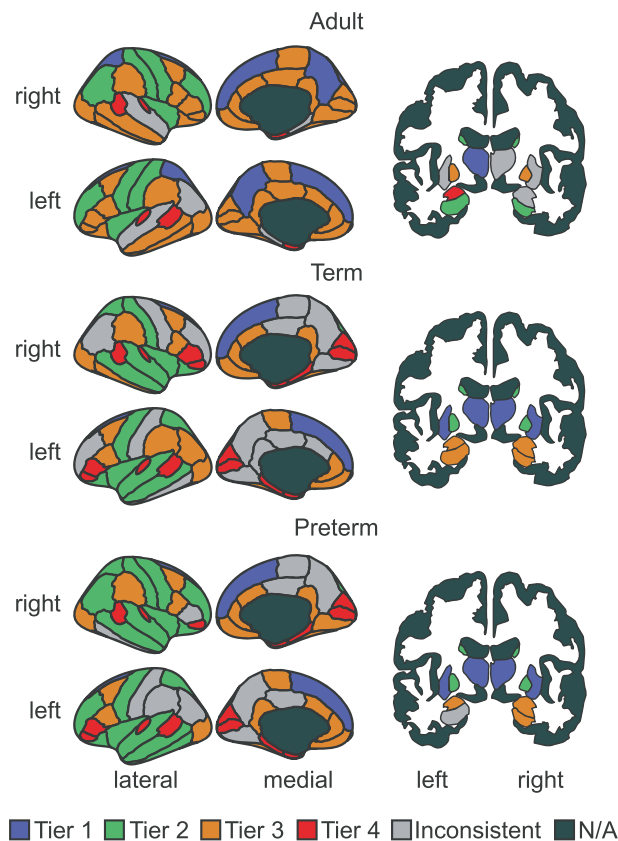 Adult
right
left
Term
right
left
Preterm
right
left
lateral medial left right
Tier 1 Tier 2 Tier 3 Tier 4 Inconsistent N/A